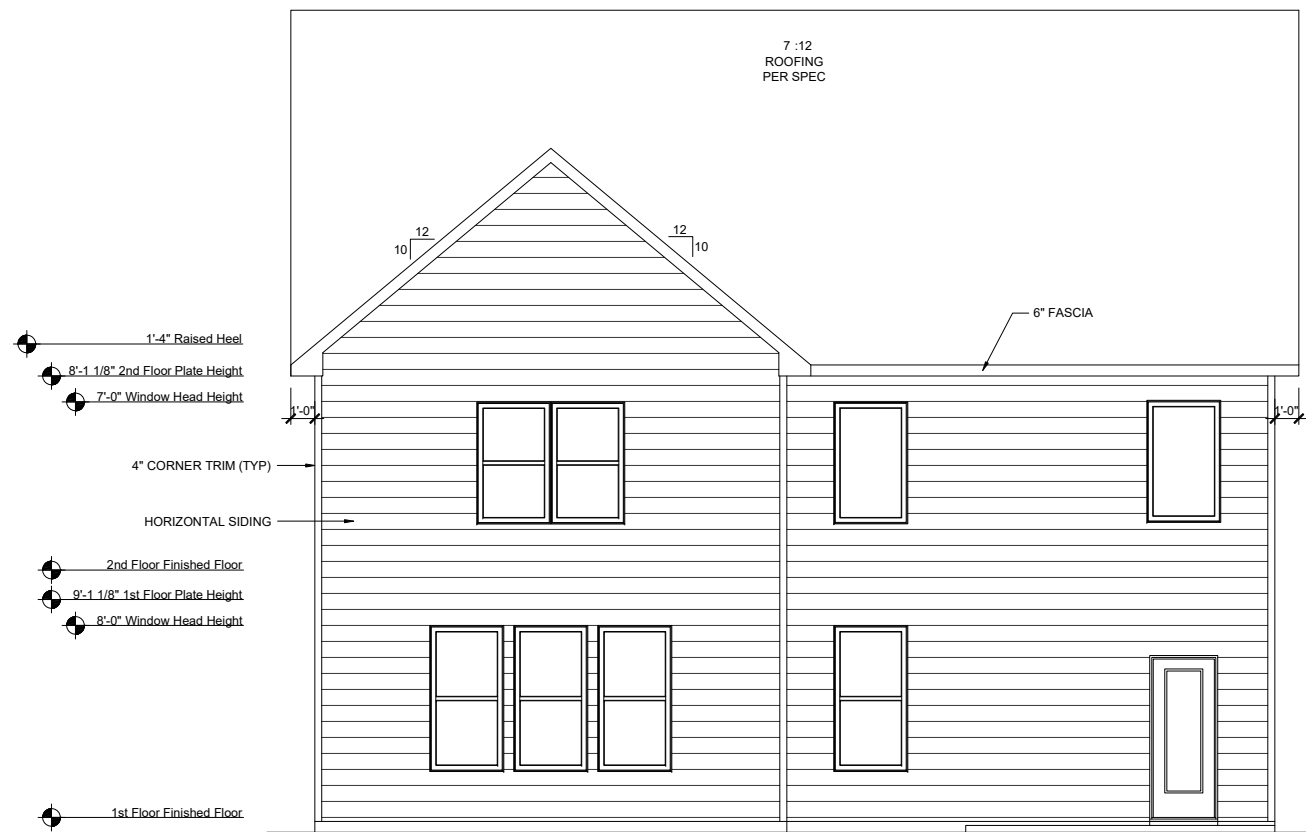 7 :12
ROOFING
PER SPEC
12
10
12
10
6" FASCIA
1'-4" Raised Heel
8'-1 1/8" 2nd Floor Plate Height
7'-0" Window Head Height
1'-0"
1'-0"
4" CORNER TRIM (TYP)
HORIZONTAL SIDING
2nd Floor Finished Floor
9'-1 1/8" 1st Floor Plate Height
8'-0" Window Head Height
1st Floor Finished Floor